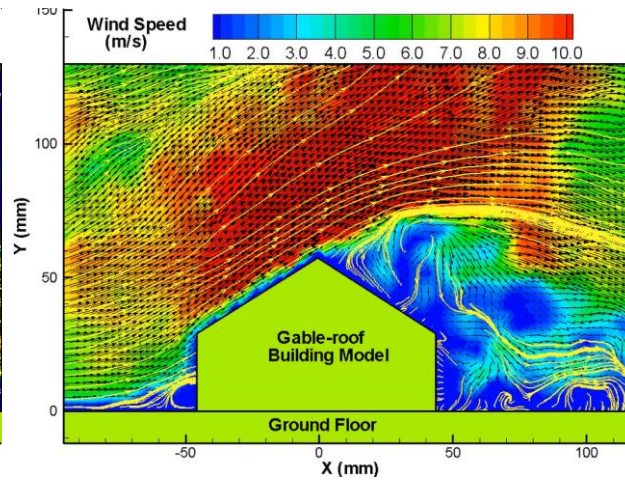 150
Wind Speed
(m/s)
1.0 2.0 3.0 4.0 5.0 6.0 7.0 8.0 9.0 10.0
100
Y (mm)
50
Gable-roof
Building Model
0
Ground Floor
-50 0 50 100
X (mm)